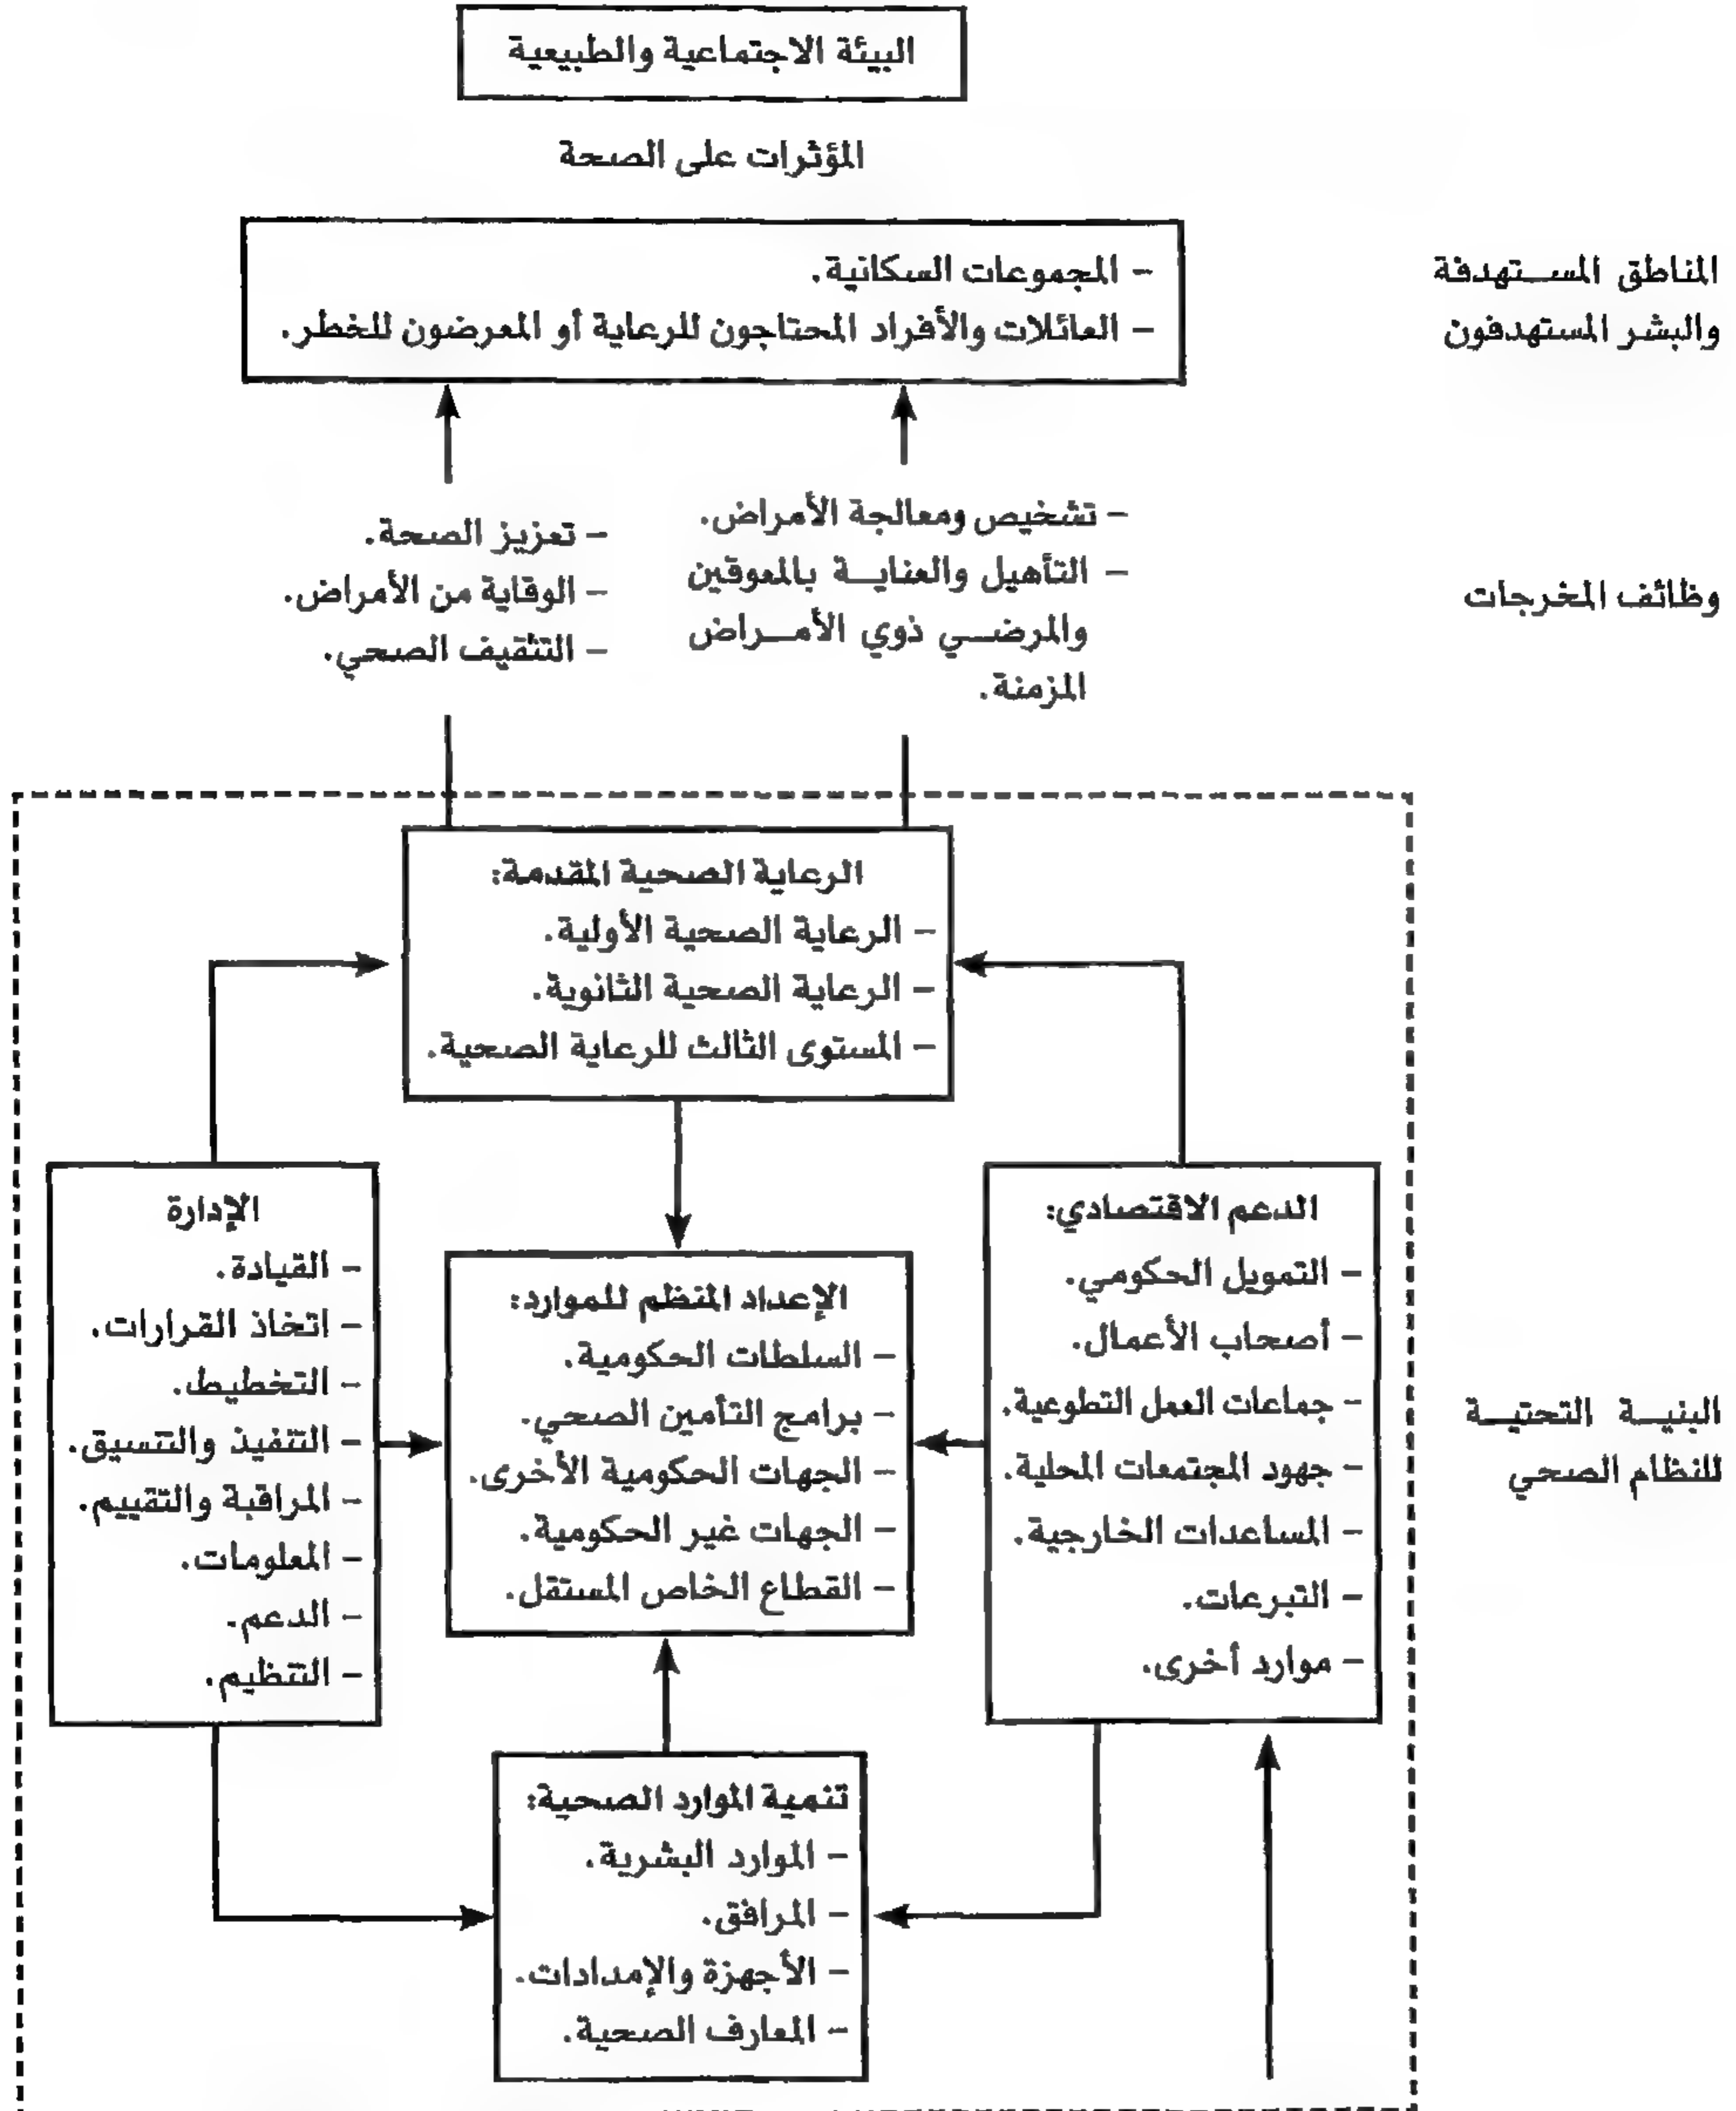 البيئة الاجتماعية والطبيعية
المؤثرات على الصحة
المناطق المستهدفة
والبشر المستهدفون
– المجموعات السكانية.
– العائلات والأفراد المحتاجون للرعاية أو المعرضون للخطر.
وظائف المخرجات
– تشخيص ومعالجة الأمراض.
– التأهيل والعناية بالمعوقين
والمرضي ذوي الأمراض
المزمنة.
– تعزيز الصحة.
– الوقاية من الأمراض.
– التثقيف الصحي.
البنية التحتية
للنظام الصحي
الرعاية الصحية المقدمة:
– الرعاية الصحية الأولية.
– الرعاية الصحية الثانوية.
– المستوى الثالث للرعاية الصحية.
الدعم الاقتصادي:
– التمويل الحكومي.
– أصحاب الأعمال.
– جماعات العمل التطوعية.
– جهود المجتمعات المحلية.
– المساعدات الخارجية.
– التبرعات.
– موارد أخرى.
الإعداد المنظم للموارد:
– السلطات الحكومية.
– برامج التأمين الصحي.
– الجهات الحكومية الأخرى.
– الجهات غير الحكومية.
– القطاع الخاص المستقل.
الإدارة
– القيادة.
– اتخاذ القرارات.
– التخطيط.
– التنفيذ والتنسيق.
– المراقبة والتقييم.
– المعلومات.
– الدعم.
– التنظيم.
تنمية الموارد الصحية:
– الموارد البشرية.
– المرافق.
– الأجهزة والإمدادات.
– المعارف الصحية.